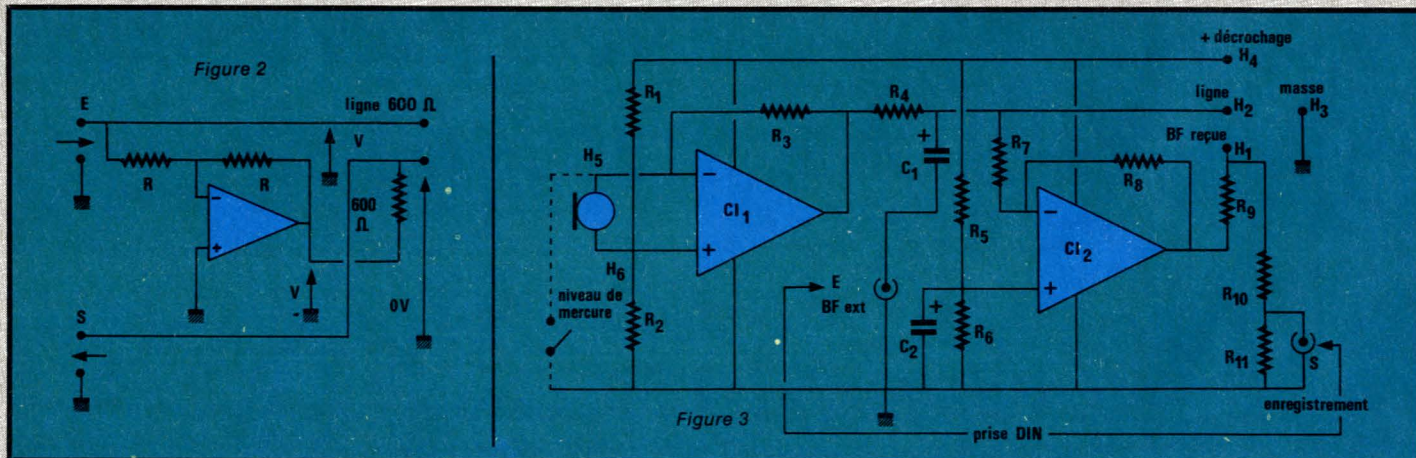 Figure 2
E
ligne 600 Ω
V
R
R
−
+
600 Ω
V
−
0V
S
+ décrochage
H4
R1
ligne
H2
masse
H3
R3
R4
BF reçue
H1
H5
−
C1
+
R7
R8
CI1
R5
−
R9
CI2
+
H6
niveau de mercure
E
BF ext
+
+
R10
R2
C2
R6
R11
S
Figure 3
enregistrement
prise DIN